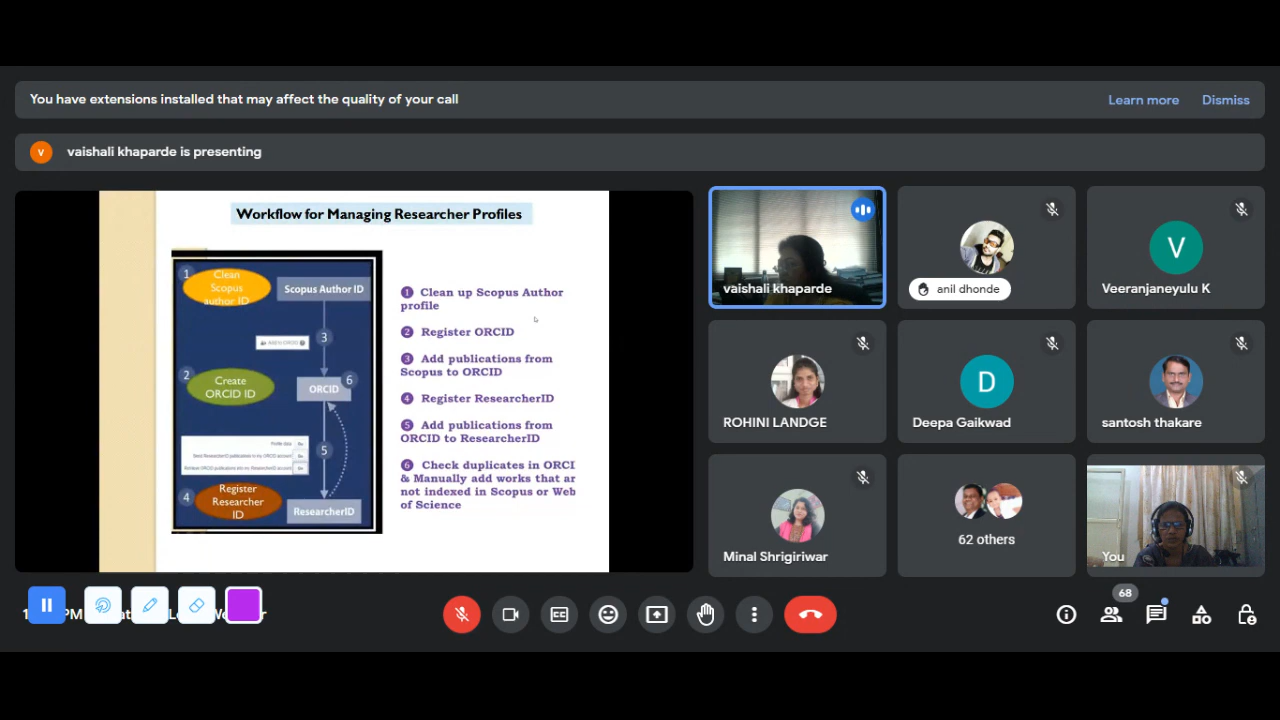 You have extensions installed that may affect the quality of your call
Learn more
Dismiss
V
vaishali khaparde is presenting
Workflow for Managing Researcher Profiles
1
Clean
Scopus
author ID
Scopus Author ID
3
Add to ORCID
2
Create
ORCID ID
ORCID
6
5
4
Register
Researcher
ID
ResearcherID
1 Clean up Scopus Author
profile
2 Register ORCID
3 Add publications from
Scopus to ORCID
4 Register ResearcherID
5 Add publications from
ORCID to ResearcherID
6 Check duplicates in ORCI
& Manually add works that ar
not indexed in Scopus or Web
of Science
vaishali khaparde
anil dhonde
V
Veeranjaneyulu K
ROHINI LANDGE
D
Deepa Gaikwad
santosh thakare
Minal Shrigiriwar
62 others
You
68